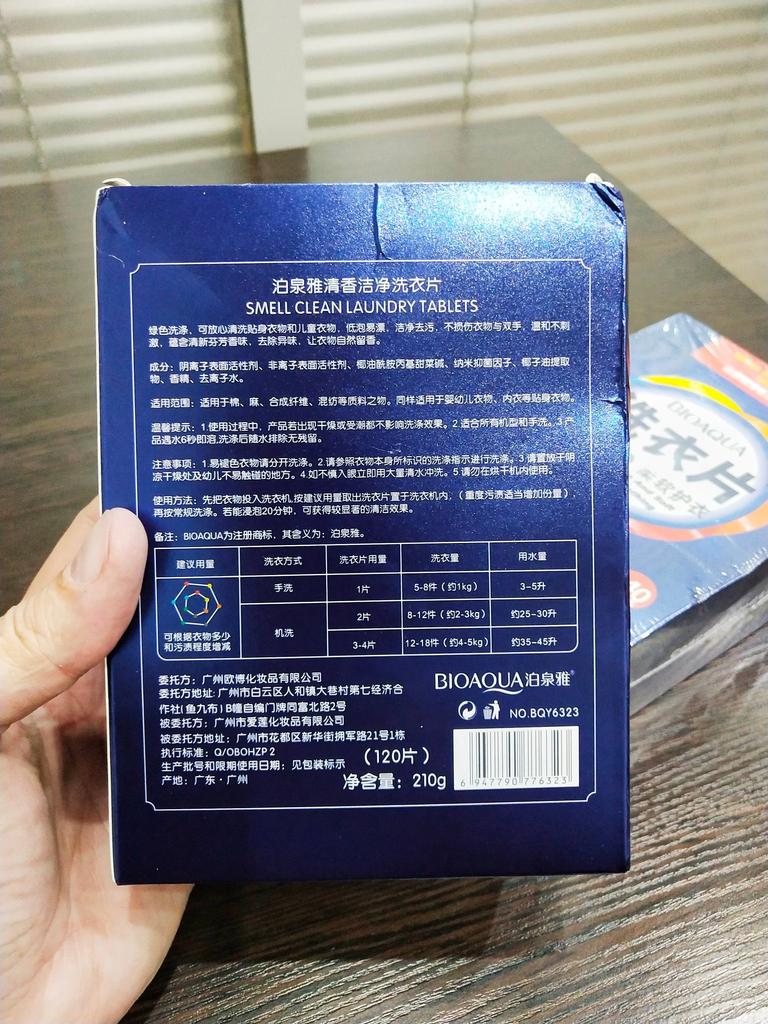 泊泉雅清香洁净洗衣片
SMELL CLEAN LAUNDRY TABLETS
绿色洗涤，可放心清洗贴身衣物和儿童衣物，低泡易漂，洁净去污，不损伤衣物与双手，温和不刺
激，蕴含清新芬芳香味，去除异味，让衣物自然留香。
成分：阴离子表面活性剂、非离子表面活性剂、椰油酰胺丙基甜菜碱、纳米抑菌因子、椰子油提取
物、香精、去离子水。
适用范围：适用于棉、麻、合成纤维、混纺等质料之物。同样适用于婴幼儿衣物、内衣等贴身衣物。
温馨提示：1.使用过程中，产品若出现干燥或受潮都不影响洗涤效果。2.适合所有机型和手洗。3.产
品遇水6秒即溶，洗涤后随水排除无残留。
注意事项：1.易褪色衣物请分开洗涤。2.请参照衣物本身所标识的洗涤指示进行洗涤。3.请置放于阴
凉干燥处及幼儿不易触碰的地方。4.如不慎入眼立即用大量清水冲洗。5.请勿在烘干机内使用。
使用方法：先把衣物投入洗衣机，按建议用量取出洗衣片置于洗衣机内，（重度污渍适当增加份量），
再按常规洗涤。若能浸泡20分钟，可获得较显著的清洁效果。
备注：BIOAQUA为注册商标，其含义为：泊泉雅。
建议用量 洗衣方式 洗衣片用量 洗衣量 用水量
手洗 1片 5-8件（约1kg） 3-5升
机洗 2片 8-12件（约2-3kg） 约25-30升
3-4片 12-18件（约4-5kg） 约35-45升
可根据衣物多少
和污渍程度增减
委托方：广州欧博化妆品有限公司
委托方地址：广州市白云区人和镇大巷村第七经济合
作社(鱼九布)B幢自编门牌同富北路2号
被委托方：广州市爱莲化妆品有限公司
被委托方地址：广州市花都区新华街拥军路21号1栋
执行标准：Q/OBOHZP 2
生产批号和限期使用日期：见包装标示
产地：广东·广州
（120片）
净含量：210g
BIOAQUA泊泉雅®
NO.BQY6323
6 947790 776323
BIOAQUA
洗衣片